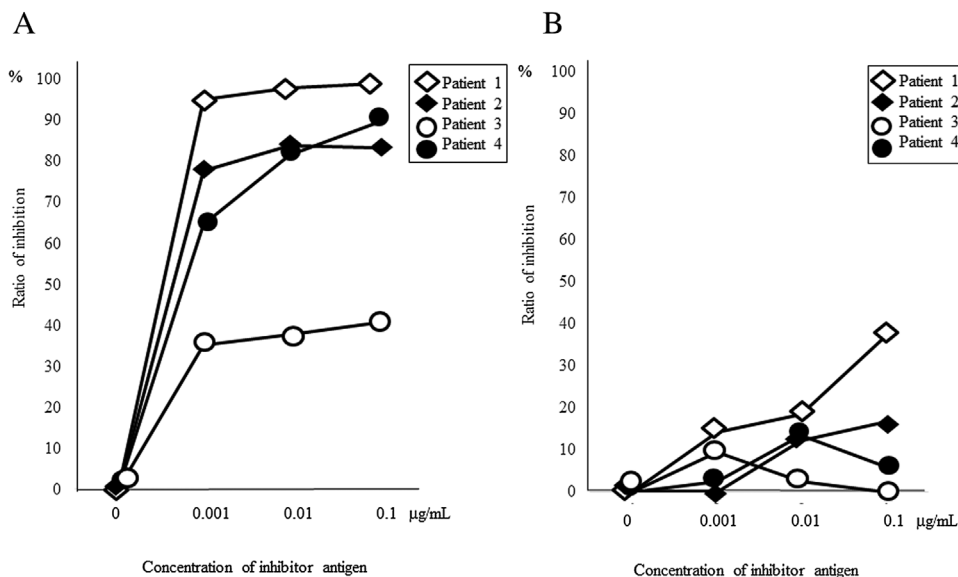 A
%
100
90
80
70
60
50
40
30
20
10
0
Ratio of inhibition
Patient 1
Patient 2
Patient 3
Patient 4
0 0.001 0.01 0.1 μg/mL
Concentration of inhibitor antigen
B
%
100
90
80
70
60
50
40
30
20
10
0
Ratio of inhibition
Patient 1
Patient 2
Patient 3
Patient 4
0 0.001 0.01 0.1 μg/mL
Concentration of inhibitor antigen